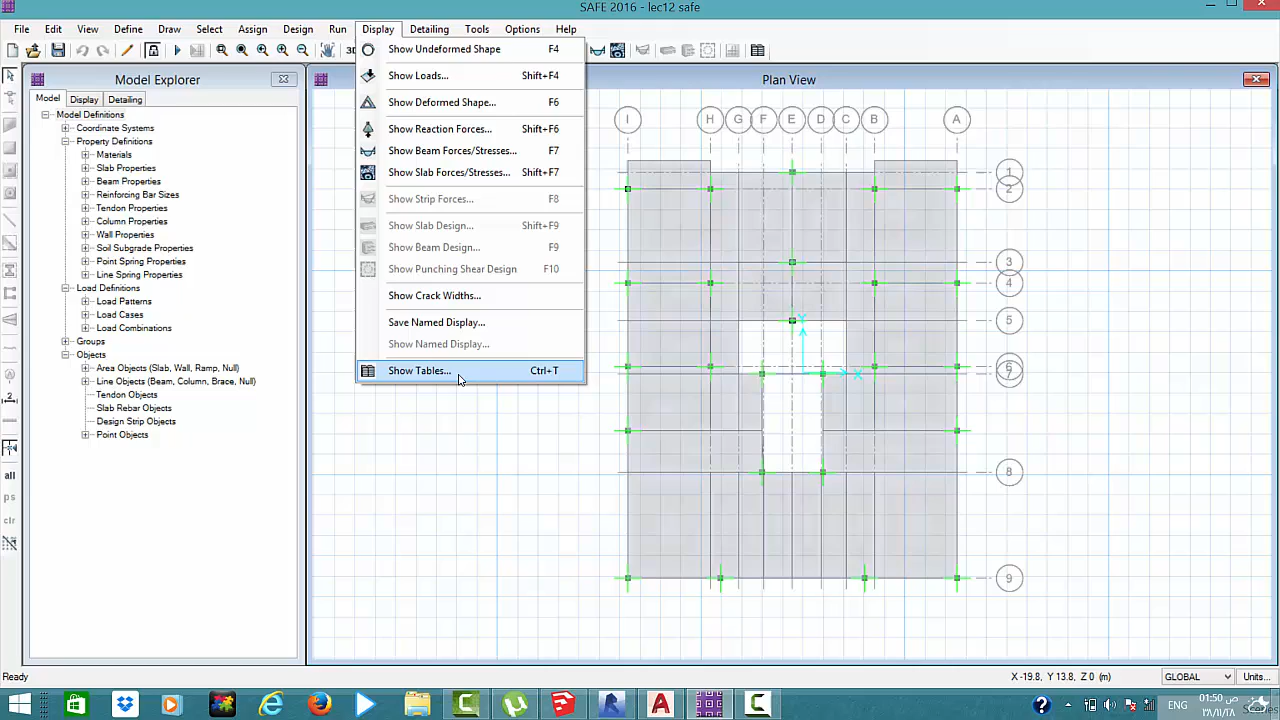 SAFE 2016 - lec12 safe
File Edit View Define Draw Select Assign Design Run Display Detailing Tools Options Help
Model Explorer
Model Display Detailing
Model Definitions
Coordinate Systems
Property Definitions
Materials
Slab Properties
Beam Properties
Reinforcing Bar Sizes
Tendon Properties
Column Properties
Wall Properties
Soil Subgrade Properties
Point Spring Properties
Line Spring Properties
Load Definitions
Load Patterns
Load Cases
Load Combinations
Groups
Objects
Area Objects (Slab, Wall, Ramp, Null)
Line Objects (Beam, Column, Brace, Null)
Tendon Objects
Slab Rebar Objects
Design Strip Objects
Point Objects
all
ps
clr
Show Undeformed Shape F4
Show Loads... Shift+F4
Show Deformed Shape... F6
Show Reaction Forces... Shift+F6
Show Beam Forces/Stresses... F7
Show Slab Forces/Stresses... Shift+F7
Show Strip Forces... F8
Show Slab Design... Shift+F9
Show Beam Design... F9
Show Punching Shear Design F10
Show Crack Widths...
Save Named Display...
Show Named Display...
Show Tables... Ctrl+T
Plan View
I H G F E D C B A
1
2
3
4
5
6
7
8
9
Y
X
Ready
X -19.8, Y 13.8, Z 0 (m)
GLOBAL
Units...
ENG
01:50 ص